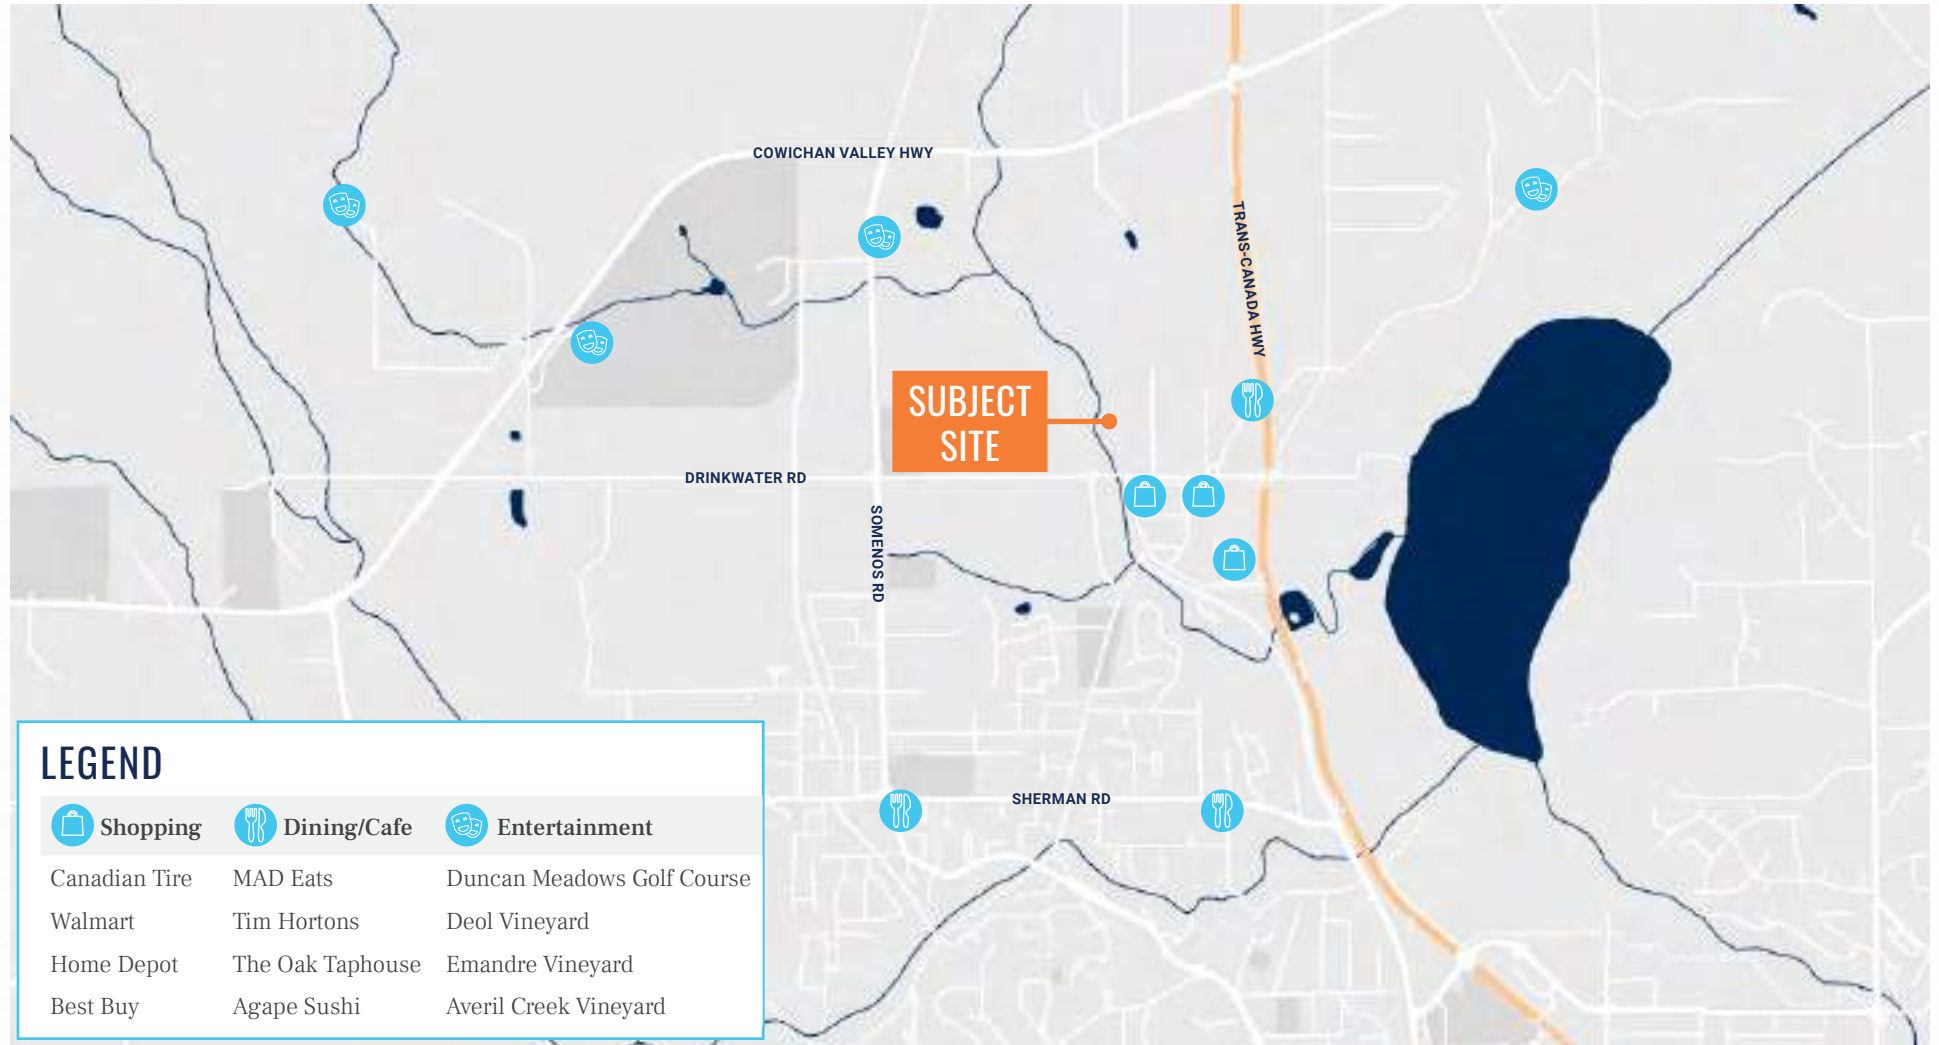 COWICHAN VALLEY HWY
TRANS-CANADA HWY
SUBJECT
SITE
DRINKWATER RD
SOMENOS RD
SHERMAN RD
LEGEND
Shopping Dining/Cafe Entertainment
Canadian Tire MAD Eats Duncan Meadows Golf Course
Walmart Tim Hortons Deol Vineyard
Home Depot The Oak Taphouse Emandre Vineyard
Best Buy Agape Sushi Averil Creek Vineyard